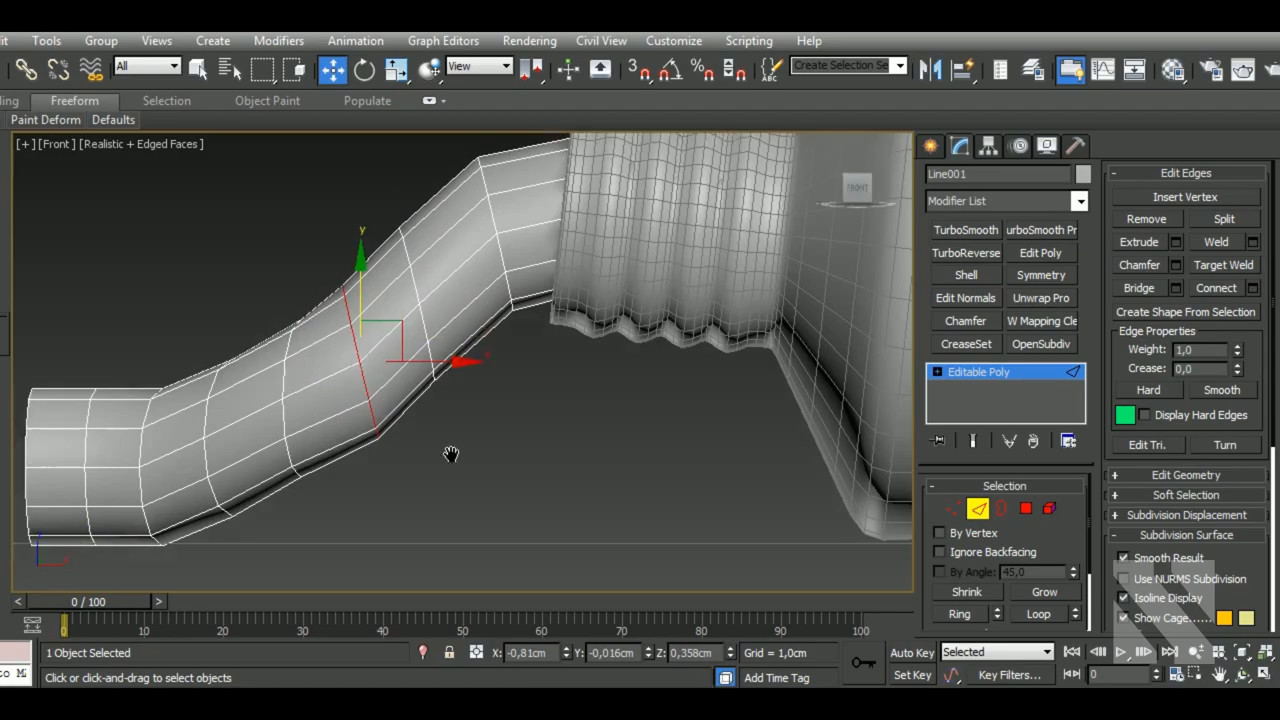 it Tools Group Views Create Modifiers Animation Graph Editors Rendering Civil View Customize Scripting Help
All View 3 ABC Create Selection Se
ling Freeform Selection Object Paint Populate
Paint Deform Defaults
[+] [Front] [Realistic + Edged Faces ]
FRONT
y
x
Line001
Modifier List
TurboSmooth urboSmooth Pr
TurboReverse Edit Poly
Shell Symmetry
Edit Normals Unwrap Pro
Chamfer W Mapping Cle
CreaseSet OpenSubdiv
Editable Poly
- Selection
By Vertex
Ignore Backfacing
By Angle: 45,0
Shrink Grow
Ring Loop
- Edit Edges
Insert Vertex
Remove Split
Extrude Weld
Chamfer Target Weld
Bridge Connect
Create Shape From Selection
Edge Properties
Weight: 1,0
Crease: 0,0
Hard Smooth
Display Hard Edges
Edit Tri. Turn
+ Edit Geometry
+ Soft Selection
+ Subdivision Displacement
- Subdivision Surface
Smooth Result
Use NURMS Subdivision
Isoline Display
Show Cage......
< 0 / 100 >
0 10 20 30 40 50 60 70 80 90 100
1 Object Selected X: -0,81cm Y: -0,016cm Z: 0,358cm Grid = 1,0cm Auto Key Selected
to Mi Click or click-and-drag to select objects Add Time Tag Set Key Key Filters... 0